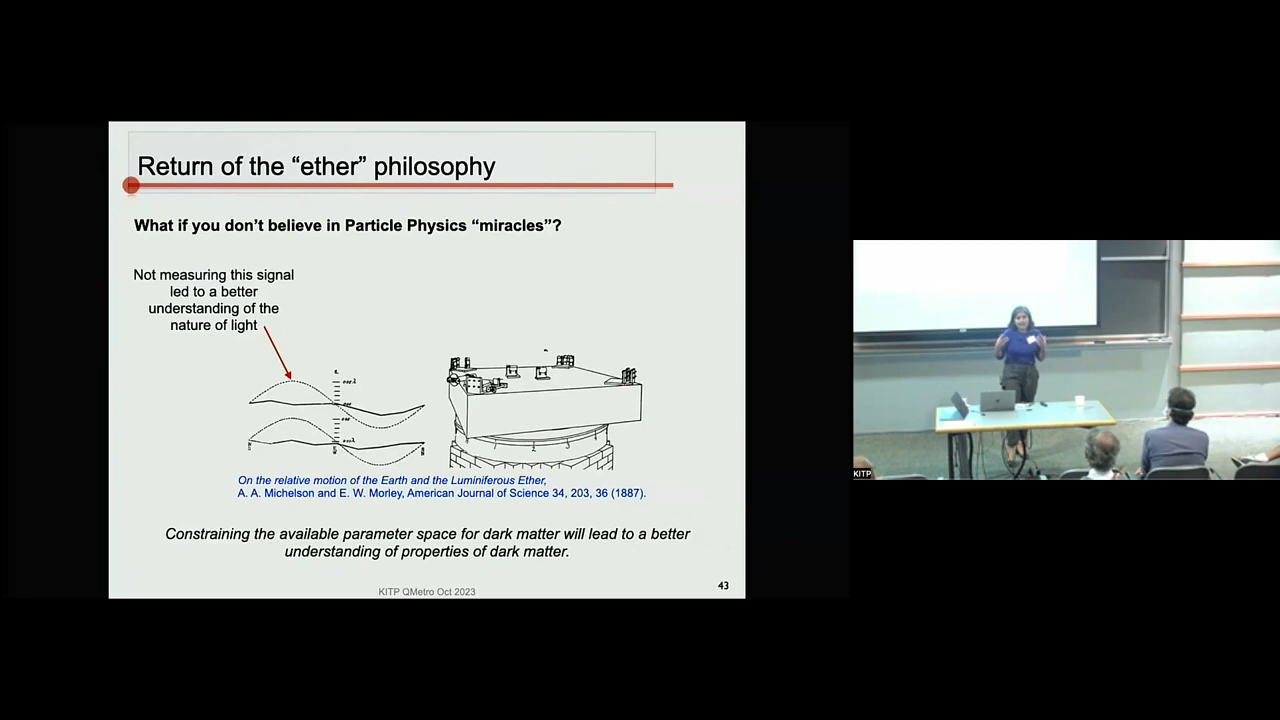 Return of the “ether” philosophy
What if you don’t believe in Particle Physics “miracles”?
Not measuring this signal
led to a better
understanding of the
nature of light
On the relative motion of the Earth and the Luminiferous Ether,
A. A. Michelson and E. W. Morley, American Journal of Science 34, 203, 36 (1887).
Constraining the available parameter space for dark matter will lead to a better
understanding of properties of dark matter.
KITP QMetro Oct 2023
43
KITP